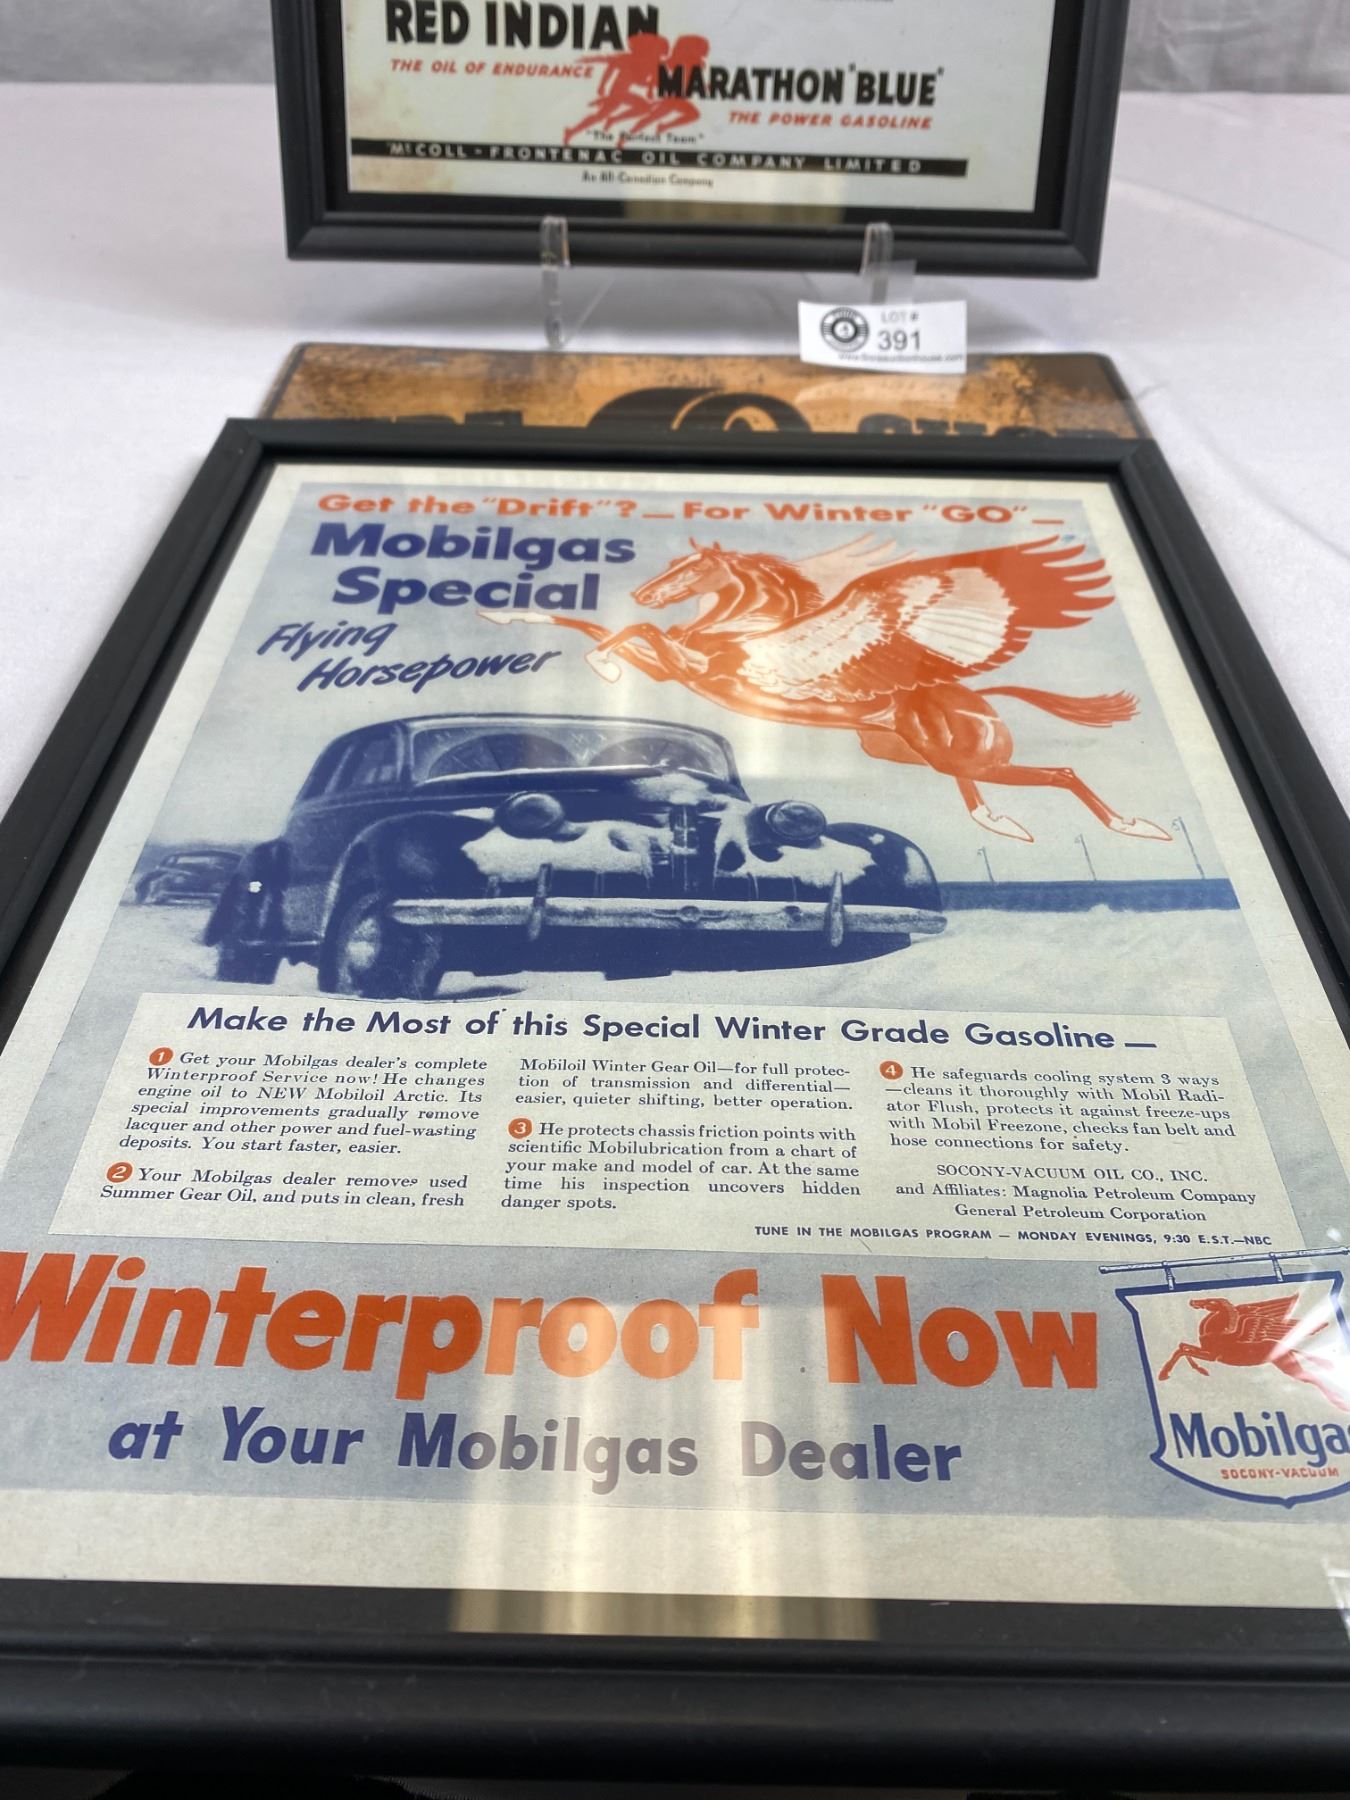 RED INDIAN
THE OIL OF ENDURANCE
MARATHON "BLUE"
THE POWER GASOLINE
"The Team"
McCOLL - FRONTENAC OIL COMPANY LIMITED
An All-Canadian Company
LOT #
391
Get the "Drift"? — For Winter "GO" —
Mobilgas
Special
Flying
Horsepower
Make the Most of this Special Winter Grade Gasoline —
1 Get your Mobilgas dealer's complete
Winterproof Service now! He changes
engine oil to NEW Mobiloil Arctic. Its
special improvements gradually remove
lacquer and other power and fuel-wasting
deposits. You start faster, easier.
2 Your Mobilgas dealer removes used
Summer Gear Oil, and puts in clean, fresh
Mobiloil Winter Gear Oil—for full protec-
tion of transmission and differential—
easier, quieter shifting, better operation.
3 He protects chassis friction points with
scientific Mobilubrication from a chart of
your make and model of car. At the same
time his inspection uncovers hidden
danger spots.
4 He safeguards cooling system 3 ways
—cleans it thoroughly with Mobil Radi-
ator Flush, protects it against freeze-ups
with Mobil Freezone, checks fan belt and
hose connections for safety.
SOCONY-VACUUM OIL CO., INC.
and Affiliates: Magnolia Petroleum Company
General Petroleum Corporation
TUNE IN THE MOBILGAS PROGRAM — MONDAY EVENINGS, 9:30 E.S.T.—NBC
Winterproof Now
at Your Mobilgas Dealer
Mobilga
SOCONY-VACUUM